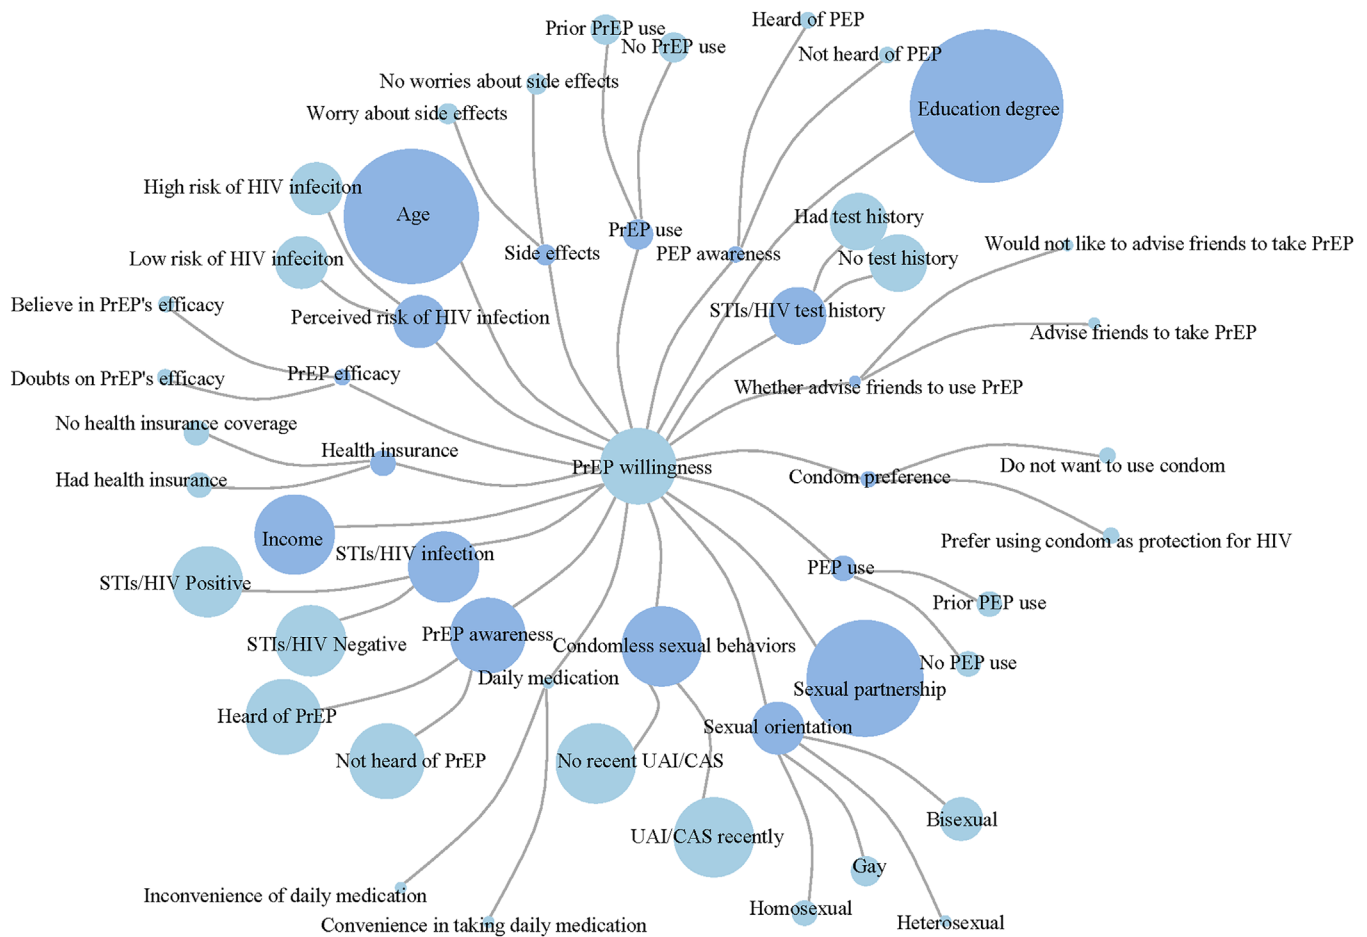 Heard of PEP
Prior PrEP use
No PrEP use
Not heard of PEP
No worries about side effects
Education degree
Worry about side effects
High risk of HIV infeciton
Age
Had test history
PrEP use
Would not like to advise friends to take PrEP
Side effects
PEP awareness
Low risk of HIV infeciton
No test history
Believe in PrEP's efficacy
STIs/HIV test history
Perceived risk of HIV infection
Advise friends to take PrEP
PrEP efficacy
Doubts on PrEP's efficacy
Whether advise friends to use PrEP
No health insurance coverage
Health insurance
PrEP willingness
Do not want to use condom
Had health insurance
Condom preference
Income
Prefer using condom as protection for HIV
STIs/HIV infection
PEP use
STIs/HIV Positive
Prior PEP use
PrEP awareness
STIs/HIV Negative
Condomless sexual behaviors
No PEP use
Daily medication
Sexual partnership
Heard of PrEP
Sexual orientation
Not heard of PrEP
No recent UAI/CAS
Bisexual
UAI/CAS recently
Gay
Inconvenience of daily medication
Homosexual
Heterosexual
Convenience in taking daily medication